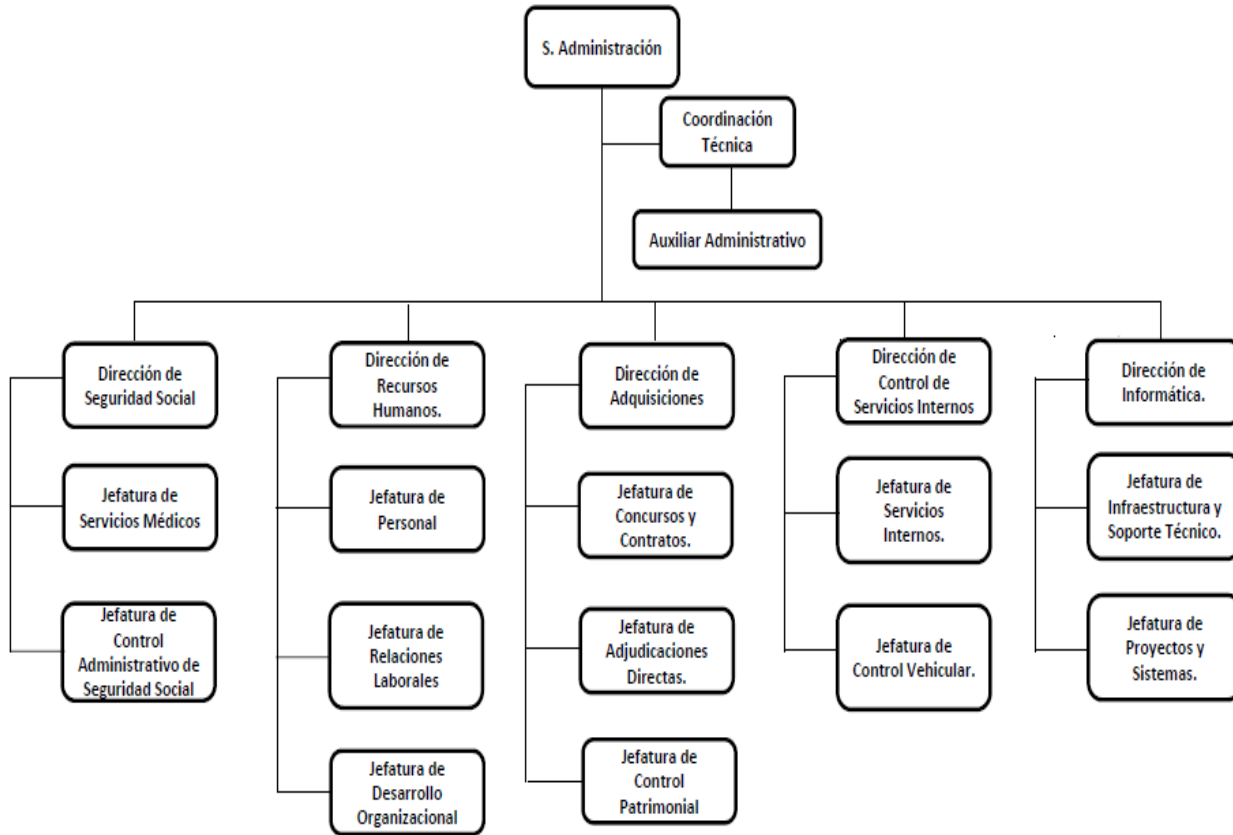 S. Administración
Coordinación
Técnica
Auxiliar Administrativo
Dirección de
Seguridad Social
Jefatura de
Servicios Médicos
Jefatura de
Control
Administrativo de
Seguridad Social
Dirección de
Recursos
Humanos.
Jefatura de
Personal
Jefatura de
Relaciones
Laborales
Jefatura de
Desarrollo
Organizacional
Dirección de
Adquisiciones
Jefatura de
Concursos y
Contratos.
Jefatura de
Adjudicaciones
Directas.
Jefatura de
Control
Patrimonial
Dirección de
Control de
Servicios Internos
Jefatura de
Servicios
Internos.
Jefatura de
Control Vehicular.
Dirección de
Informática.
Jefatura de
Infraestructura y
Soporte Técnico.
Jefatura de
Proyectos y
Sistemas.